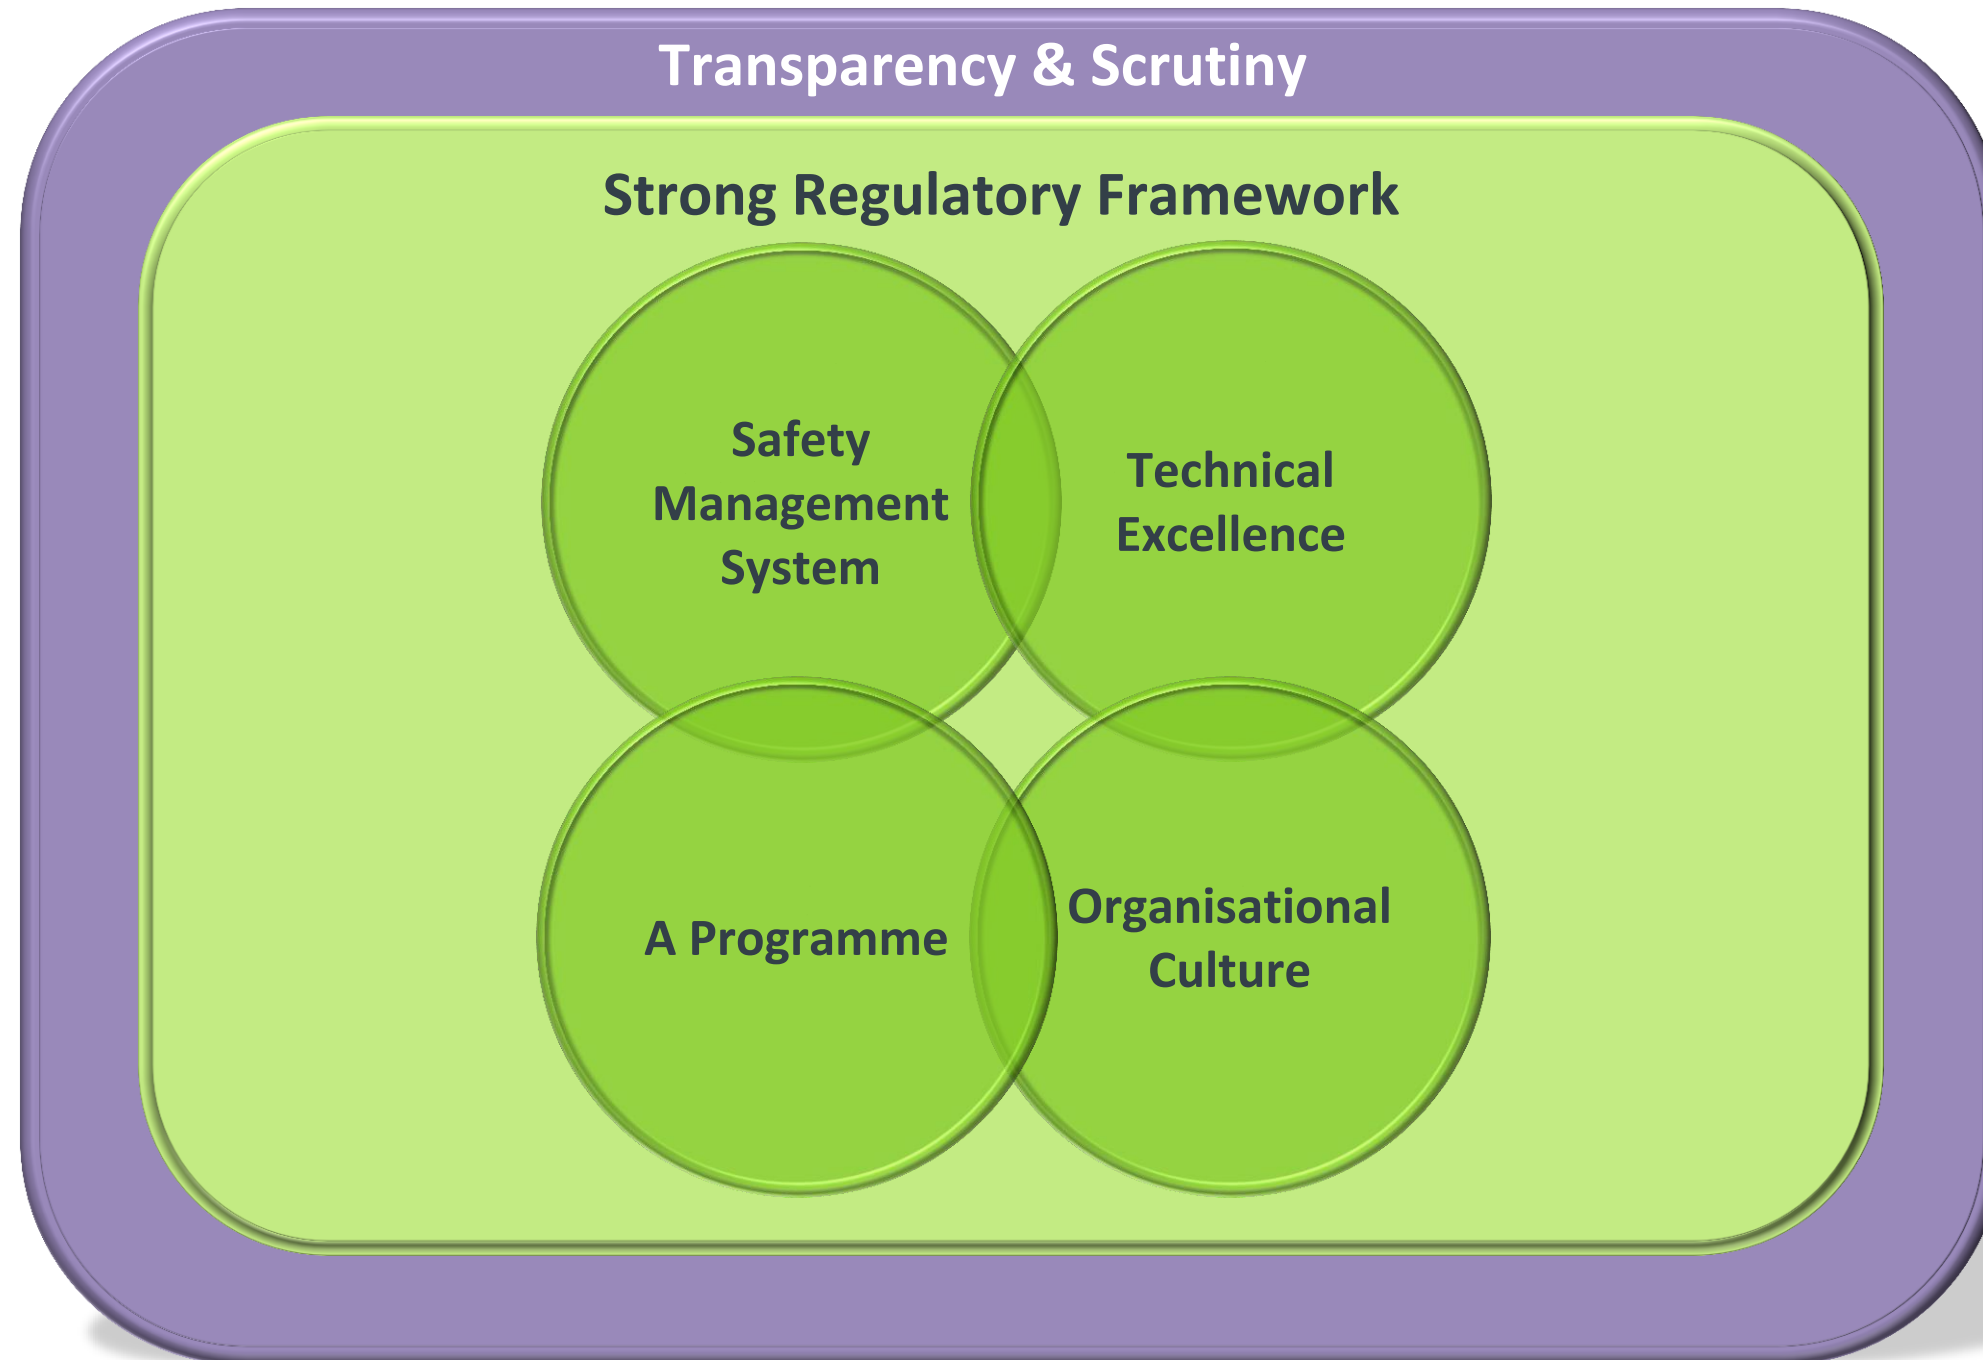 Transparency & Scrutiny
Strong Regulatory Framework
Safety
Management
System
Technical
Excellence
A Programme
Organisational
Culture